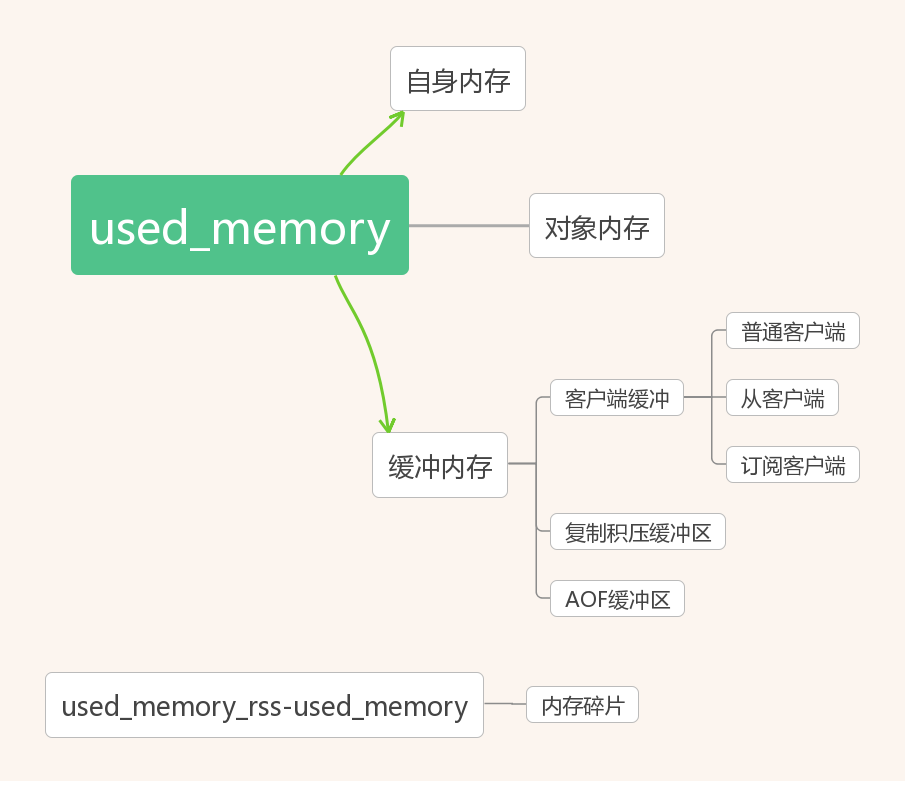 自身内存
used_memory
对象内存
普通客户端
客户端缓冲
从客户端
缓冲内存
订阅客户端
复制积压缓冲区
AOF缓冲区
used_memory_rss-used_memory
内存碎片